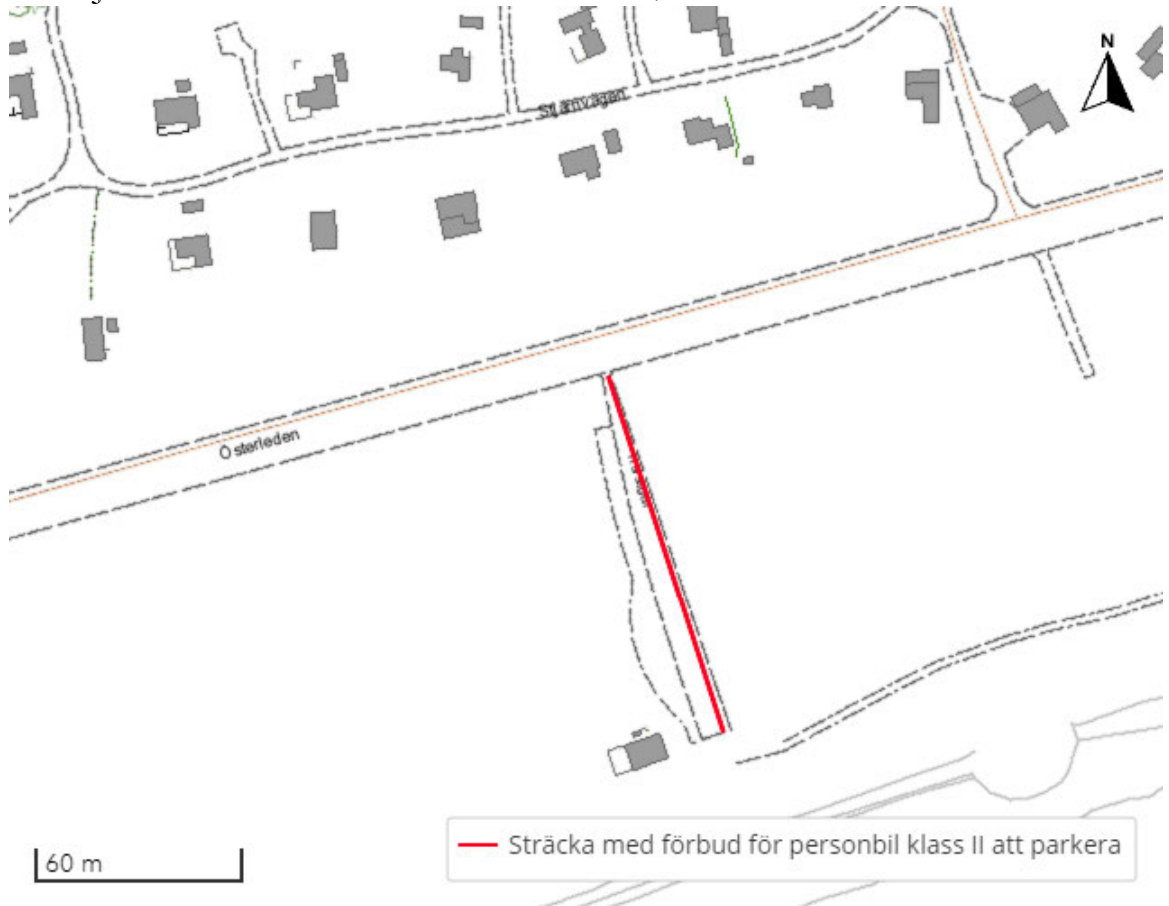 N
Österleden
60 m
Sträcka med förbud för personbil klass II att parkera